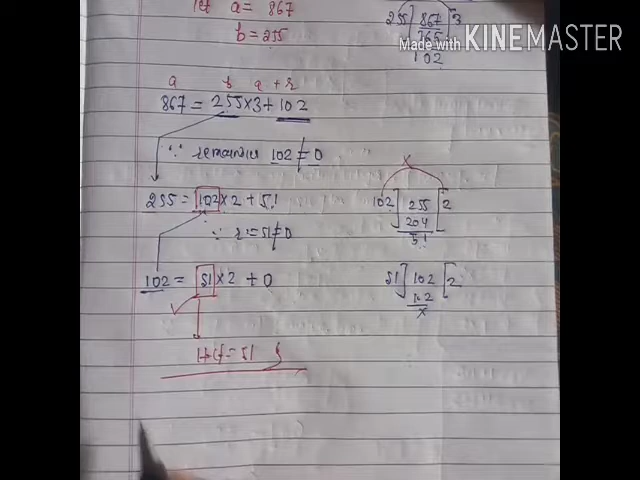 let a = 867
b = 255
255 ] 867 [ 3
765
102
Made with KINEMASTER
a b q + r
867 = 255 × 3 + 102
∵ remainder 102 ≠ 0
255 = 102 × 2 + 51
102 ] 255 [ 2
204
51
∵ r = 51 ≠ 0
102 = 51 × 2 + 0
51 ] 102 [ 2
102
x
Hcf = 51